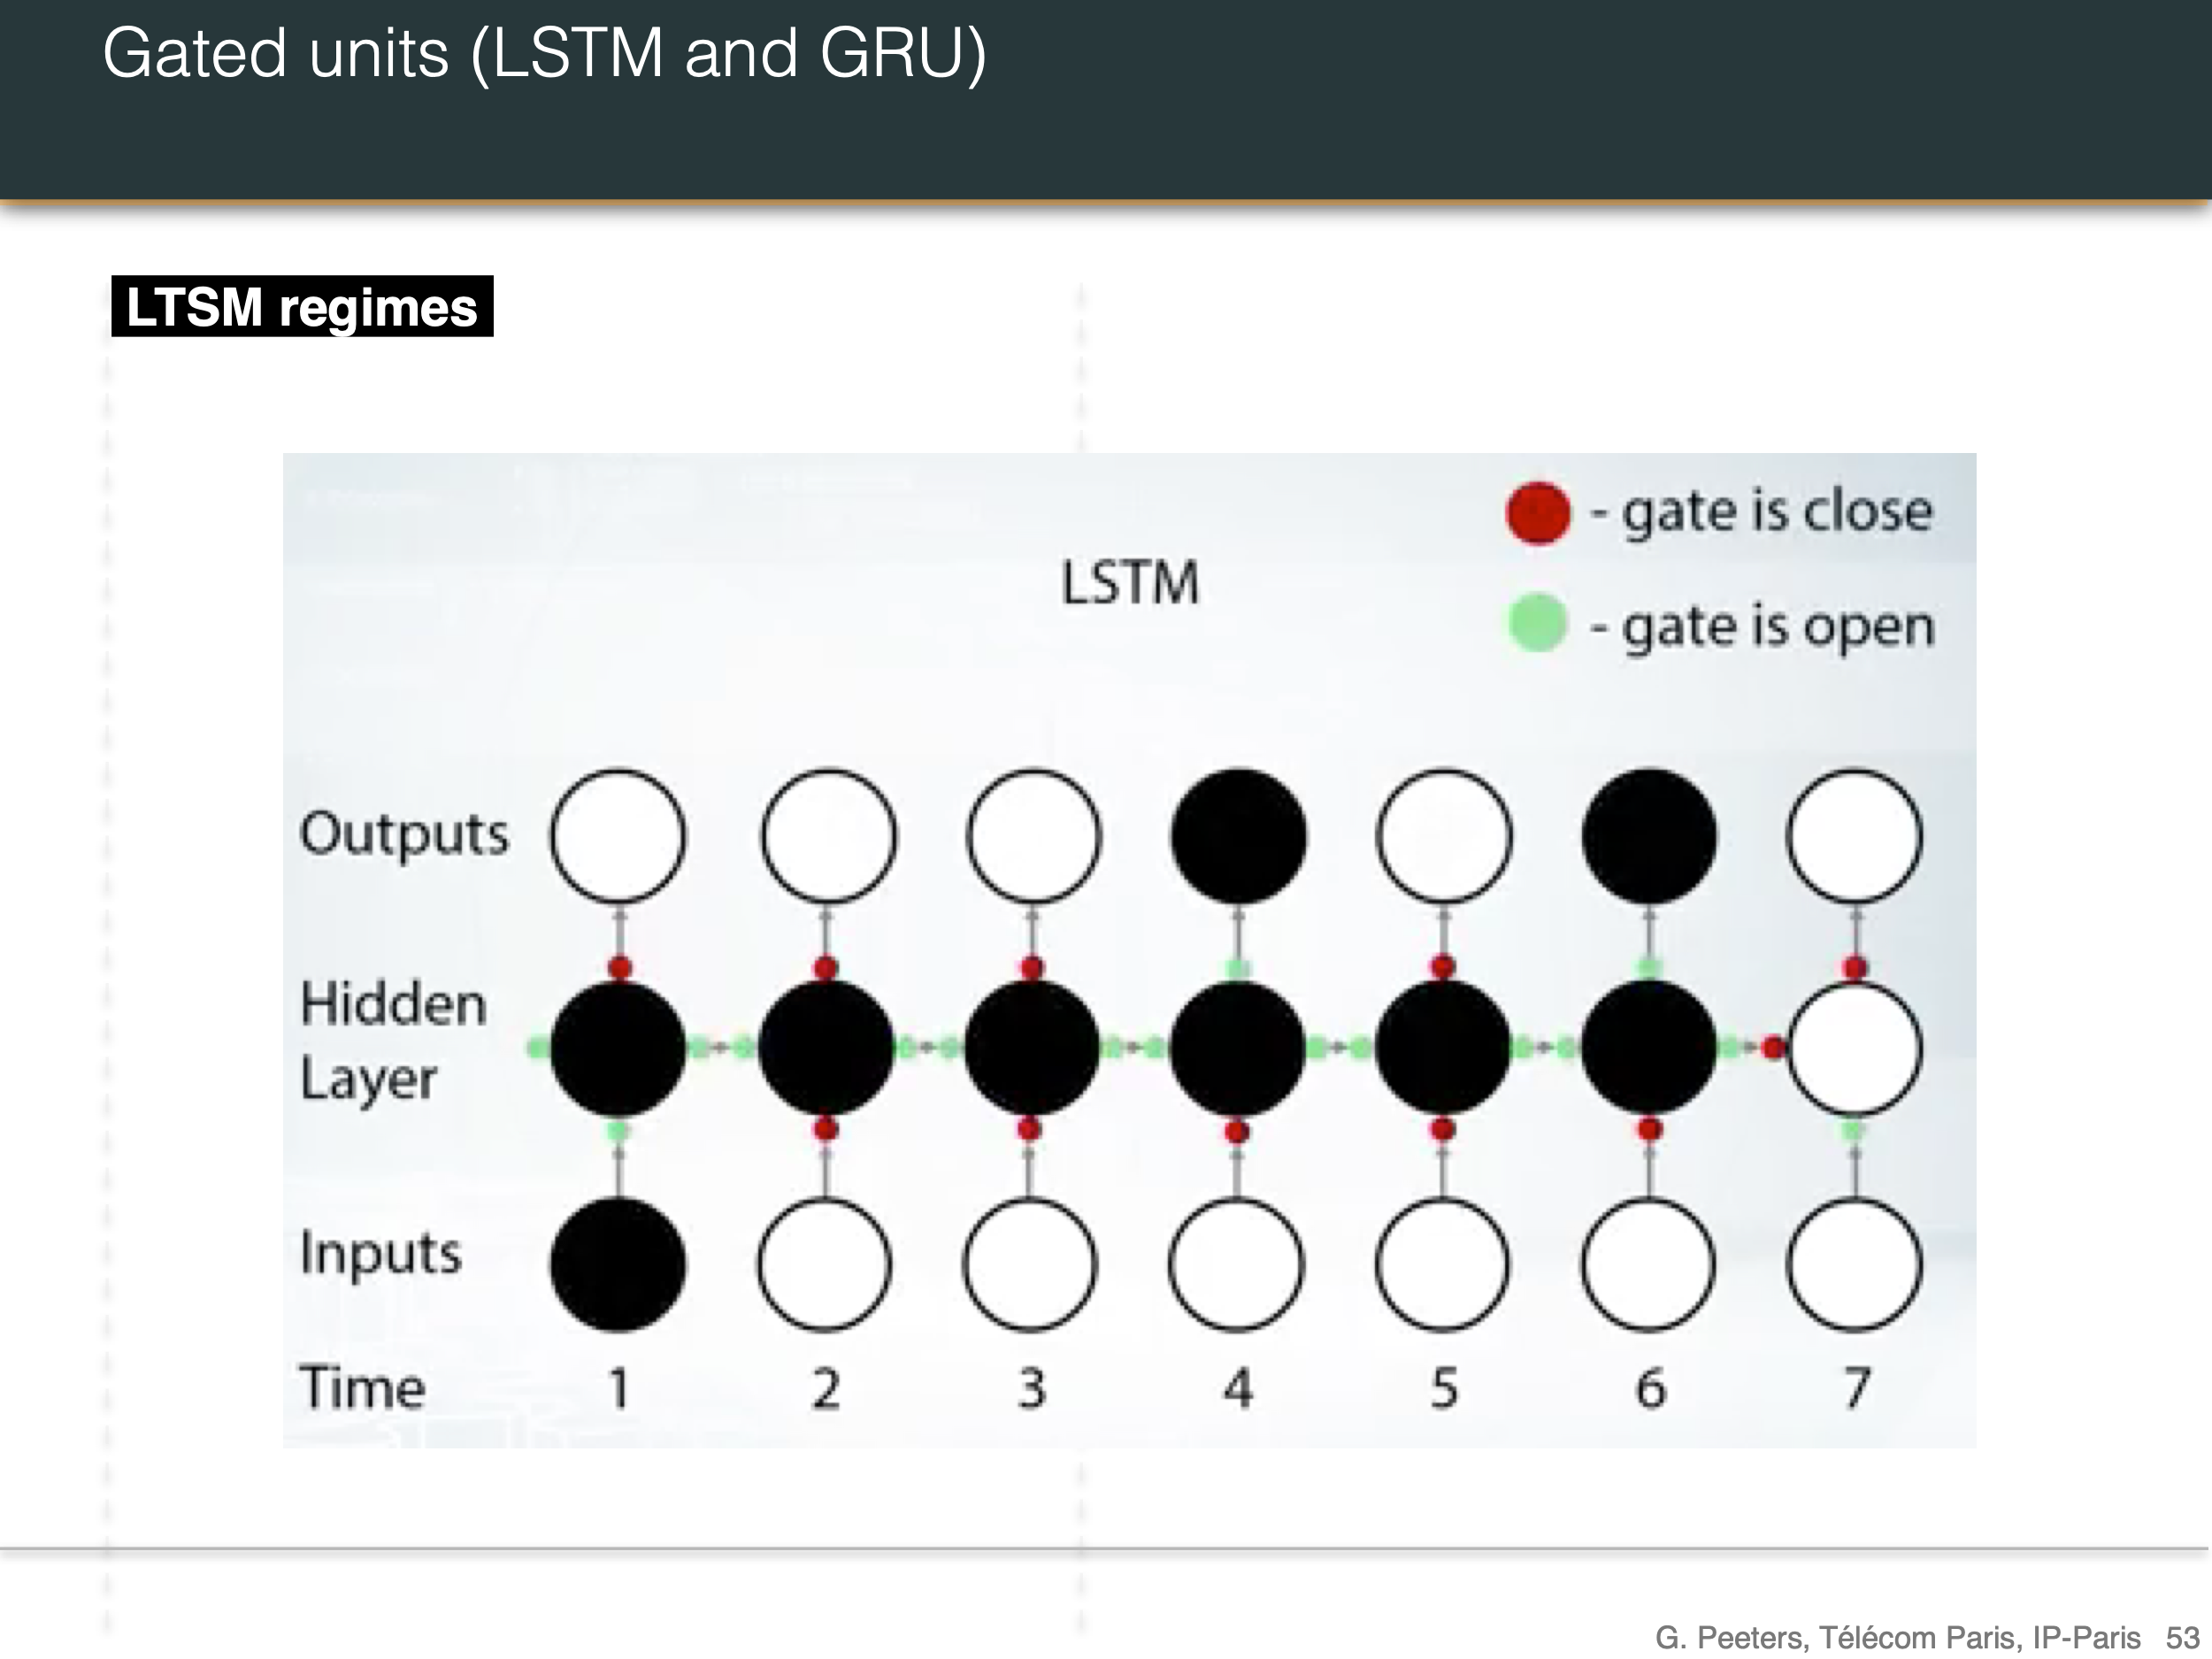 Gated units (LSTM and GRU)
LTSM regimes
- gate is close
LSTM
- gate is open
Outputs
Hidden
Layer
Inputs
Time 1 2 3 4 5 6 7
G. Peeters, Télécom Paris, IP-Paris 53